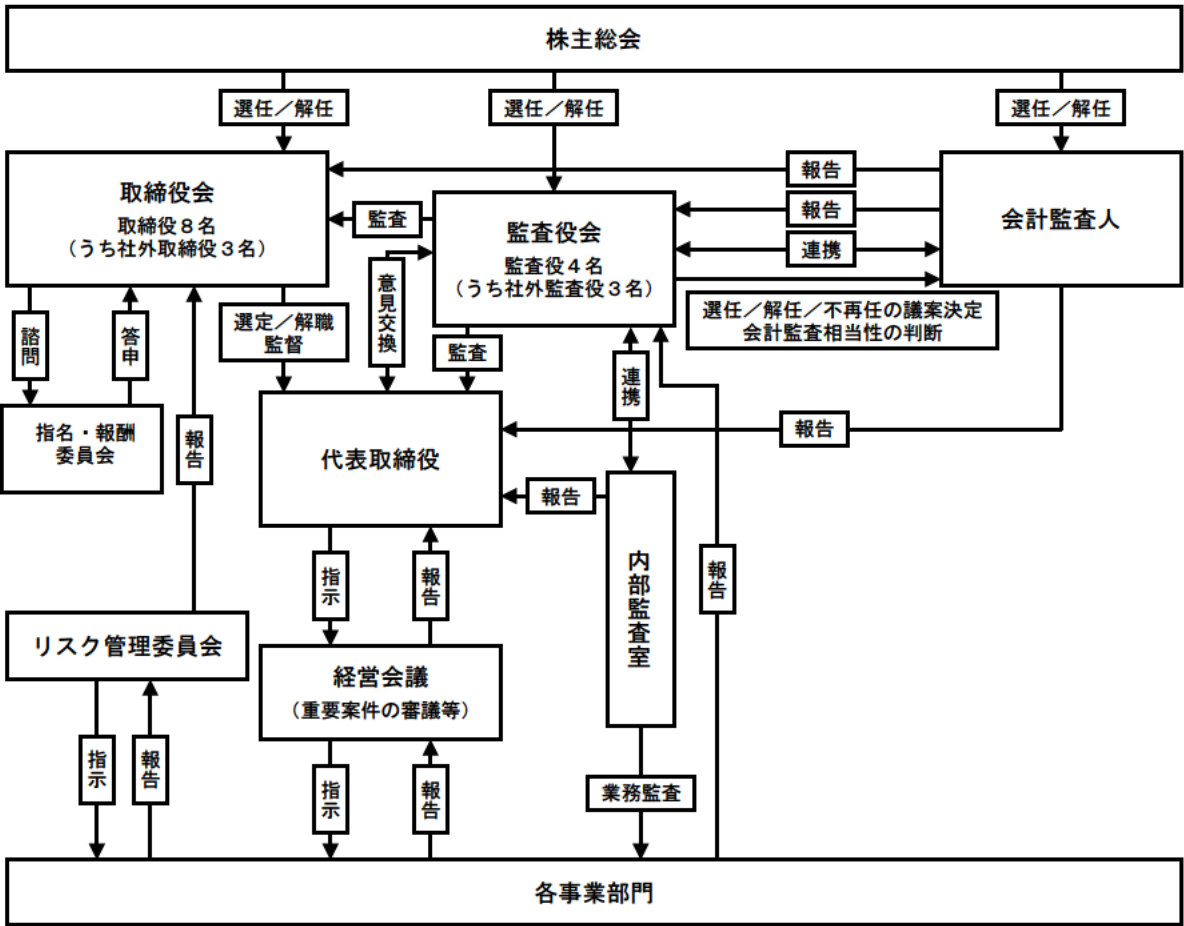 株主総会
選任／解任
選任／解任
選任／解任
取締役会
取締役８名
（うち社外取締役３名）
監査
監査役会
監査役４名
（うち社外監査役３名）
報告
報告
連携
会計監査人
選任／解任／不再任の議案決定
会計監査相当性の判断
諮問
答申
選定／解職
監督
意見交換
監査
連携
指名・報酬
委員会
報告
代表取締役
報告
報告
内部監査室
報告
指示
報告
リスク管理委員会
経営会議
（重要案件の審議等）
指示
報告
指示
報告
業務監査
各事業部門